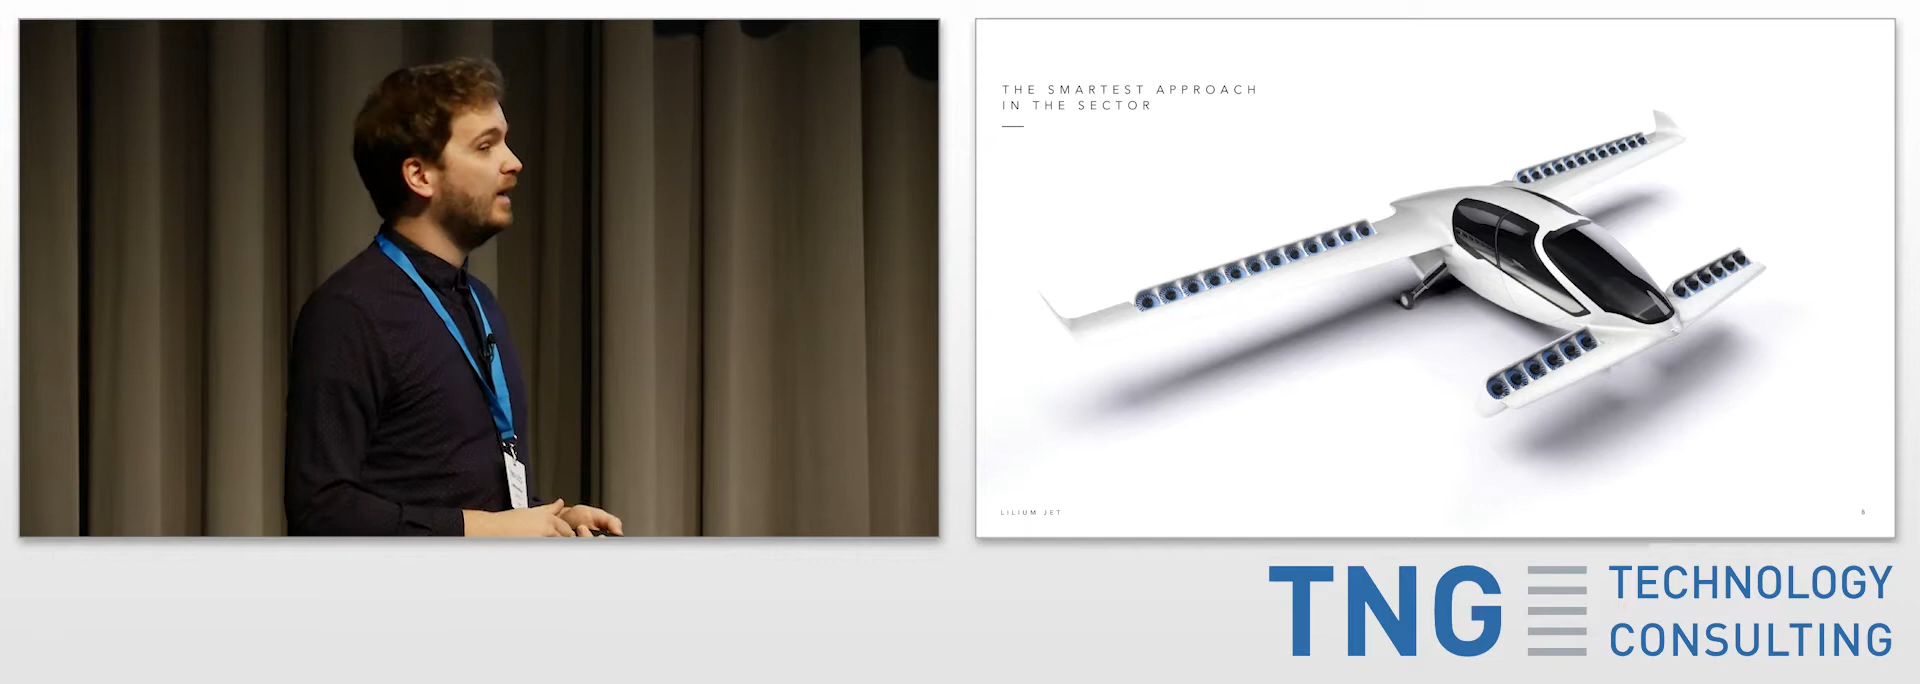 THE SMARTEST APPROACH
IN THE SECTOR
LILIUM JET
TNG TECHNOLOGY
CONSULTING